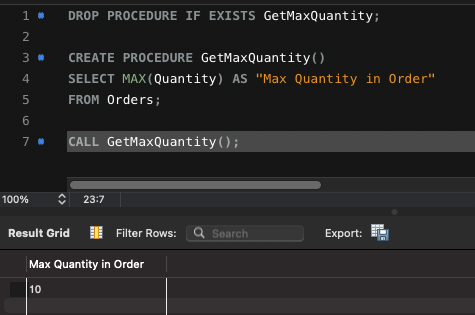 1 DROP PROCEDURE IF EXISTS GetMaxQuantity;
2
3 CREATE PROCEDURE GetMaxQuantity()
4 SELECT MAX(Quantity) AS "Max Quantity in Order"
5 FROM Orders;
6
7 CALL GetMaxQuantity();
100% 23:7
Result Grid Filter Rows: Search Export:
Max Quantity in Order
10